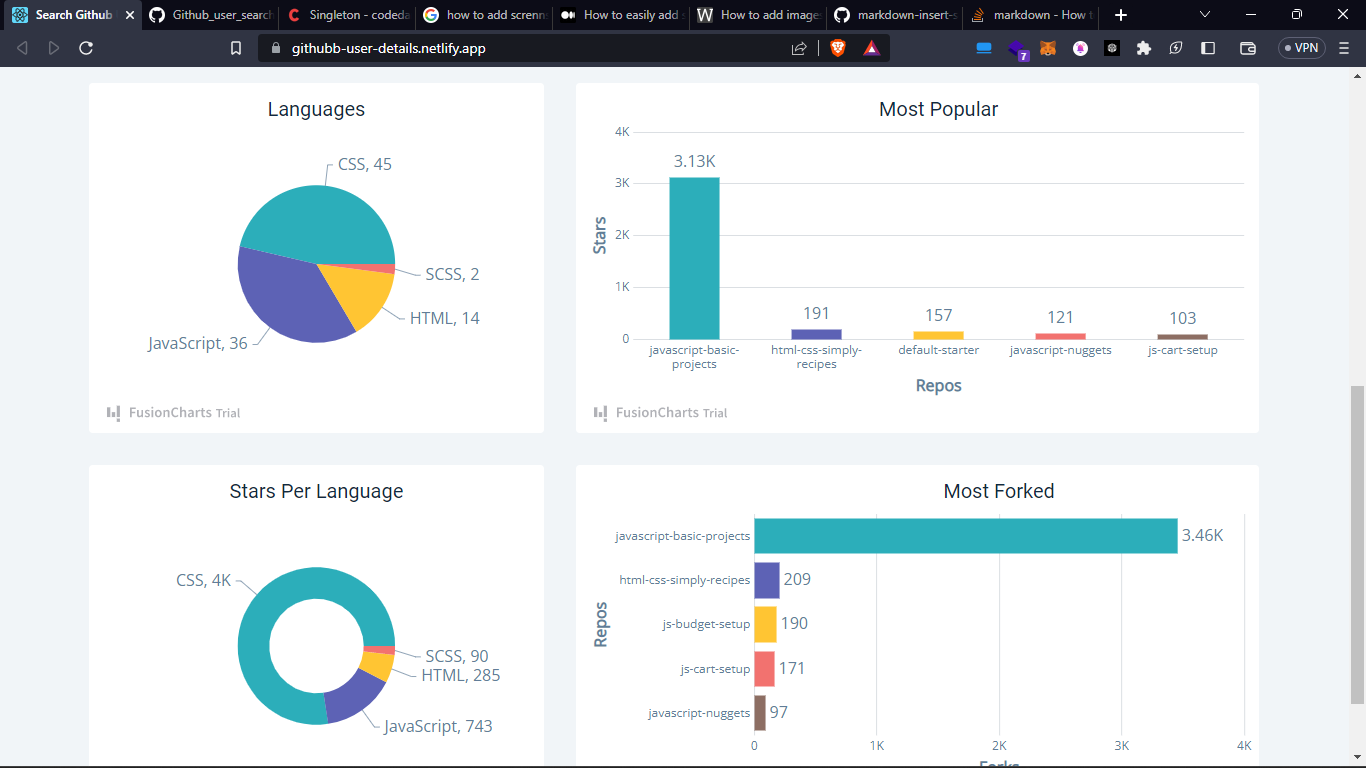 Search Github
Github_user_search
Singleton - codeda
how to add screnn
How to easily add s
How to add image
markdown-insert-s
markdown - How t
githubb-user-details.netlify.app
7
VPN
Languages
CSS, 45
SCSS, 2
HTML, 14
JavaScript, 36
FusionCharts Trial
Most Popular
4K
3K
2K
1K
0
Stars
3.13K
191
157
121
103
javascript-basic-
projects
html-css-simply-
recipes
default-starter
javascript-nuggets
js-cart-setup
Repos
FusionCharts Trial
Stars Per Language
CSS, 4K
SCSS, 90
HTML, 285
JavaScript, 743
Most Forked
Repos
javascript-basic-projects
3.46K
html-css-simply-recipes
209
js-budget-setup
190
js-cart-setup
171
javascript-nuggets
97
0
1K
2K
3K
4K
Forks